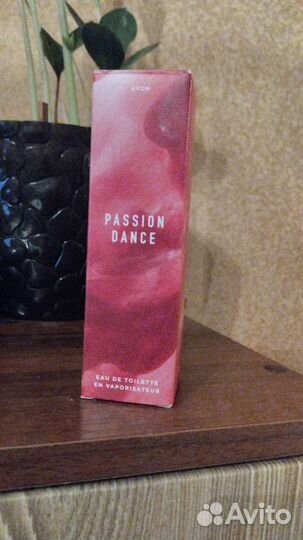 AVON
PASSION
DANCE
EAU DE TOILETTE
EN VAPORISATEUR
Avito